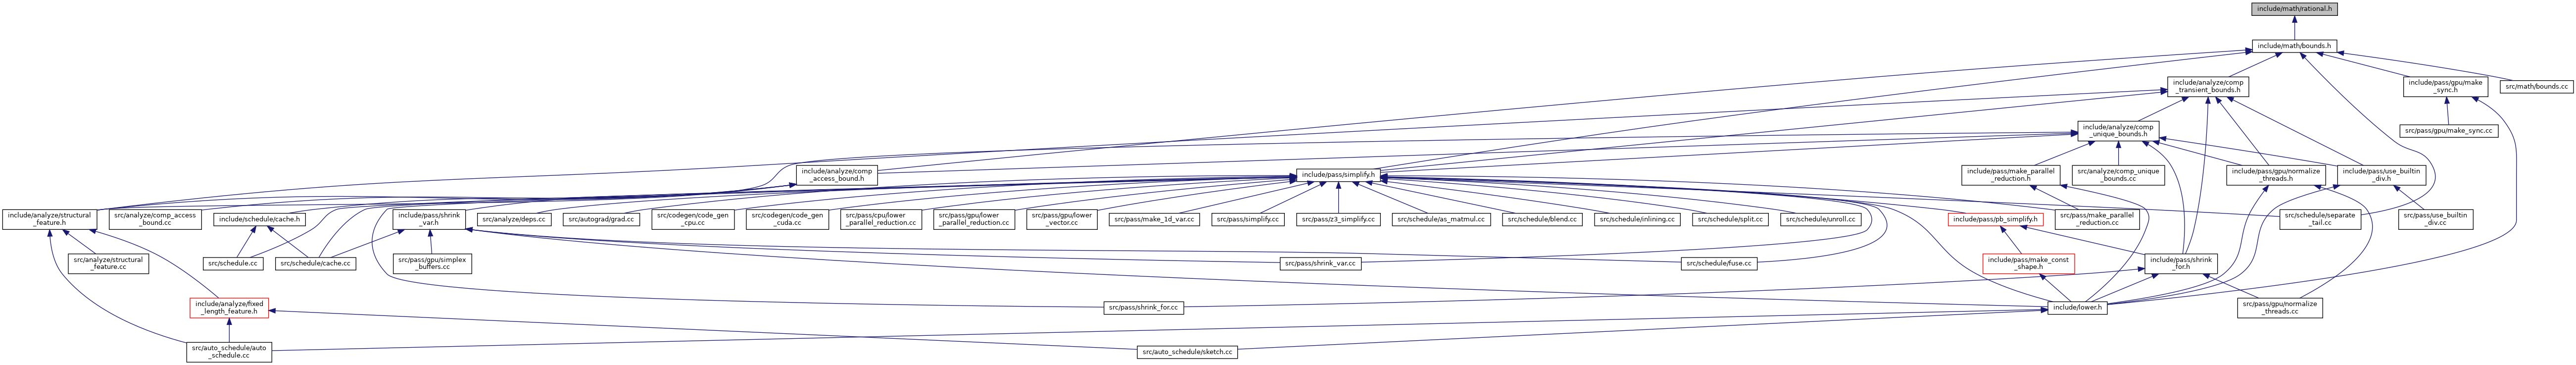 include/math/rational.h
include/math/bounds.h
include/analyze/comp
_transient_bounds.h
include/pass/gpu/make
_sync.h
src/math/bounds.cc
include/analyze/comp
_unique_bounds.h
src/pass/gpu/make_sync.cc
include/analyze/comp
_access_bound.h
include/pass/simplify.h
include/pass/make_parallel
_reduction.h
src/analyze/comp_unique
_bounds.cc
include/pass/gpu/normalize
_threads.h
include/pass/use_builtin
_div.h
include/analyze/structural
_feature.h
src/analyze/comp_access
_bound.cc
include/schedule/cache.h
include/pass/shrink
_var.h
src/analyze/deps.cc
src/autograd/grad.cc
src/codegen/code_gen
_cpu.cc
src/codegen/code_gen
_cuda.cc
src/pass/cpu/lower
_parallel_reduction.cc
src/pass/gpu/lower
_parallel_reduction.cc
src/pass/gpu/lower
_vector.cc
src/pass/make_1d_var.cc
src/pass/simplify.cc
src/pass/z3_simplify.cc
src/schedule/as_matmul.cc
src/schedule/blend.cc
src/schedule/inlining.cc
src/schedule/split.cc
src/schedule/unroll.cc
include/pass/pb_simplify.h
src/pass/make_parallel
_reduction.cc
src/schedule/separate
_tail.cc
src/pass/use_builtin
_div.cc
src/analyze/structural
_feature.cc
src/schedule.cc
src/schedule/cache.cc
src/pass/gpu/simplex
_buffers.cc
src/pass/shrink_var.cc
src/schedule/fuse.cc
include/pass/make_const
_shape.h
include/pass/shrink
_for.h
include/analyze/fixed
_length_feature.h
src/pass/shrink_for.cc
include/lower.h
src/pass/gpu/normalize
_threads.cc
src/auto_schedule/auto
_schedule.cc
src/auto_schedule/sketch.cc